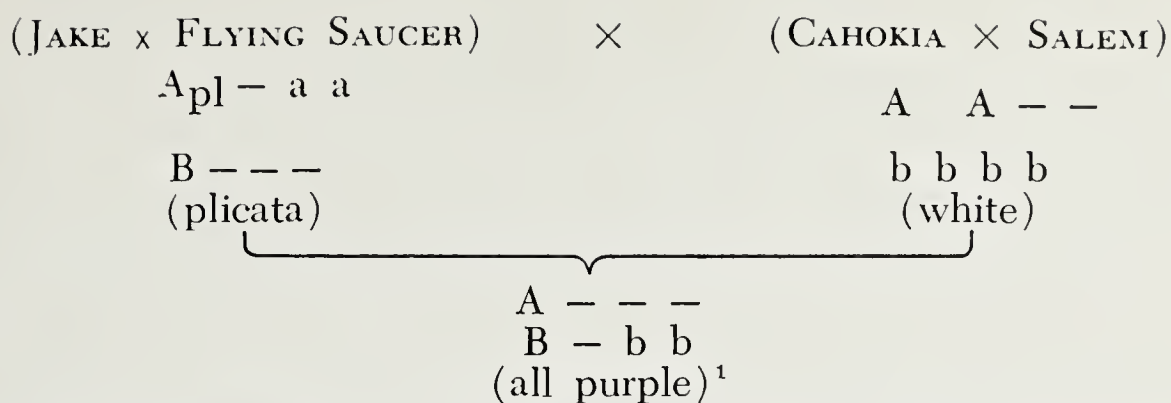 (JAKE x FLYING SAUCER) × (CAHOKIA × SALEM)
Apl – a a A A – –
B – – – b b b b
(plicata) (white)
A – – –
B – b b
(all purple)¹